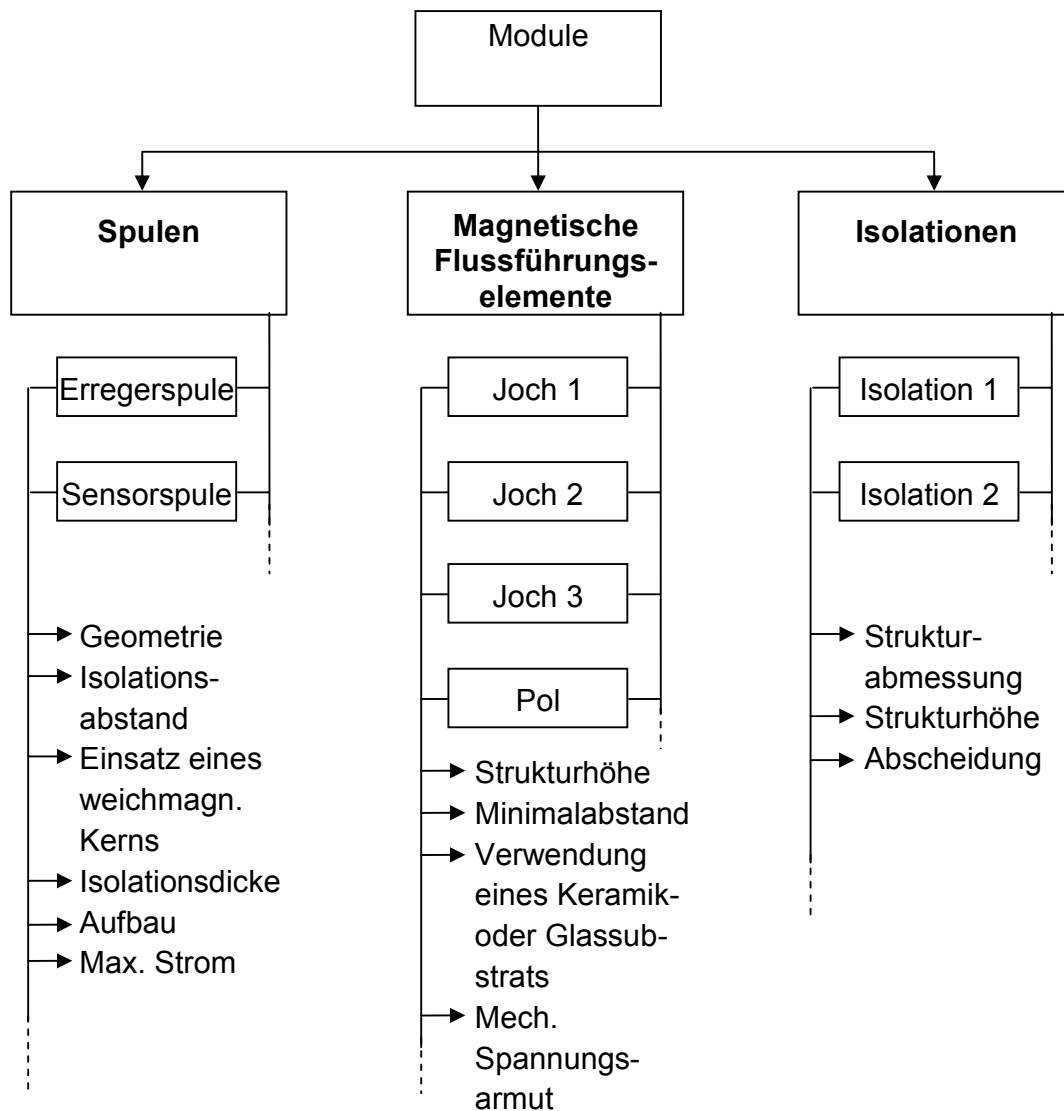 Module
Spulen
Erregerspule
Sensorspule
Geometrie
Isolations-
abstand
Einsatz eines
weichmagn.
Kerns
Isolationsdicke
Aufbau
Max. Strom
Magnetische
Flussführungs-
elemente
Joch 1
Joch 2
Joch 3
Pol
Strukturhöhe
Minimalabstand
Verwendung
eines Keramik-
oder Glassub-
strats
Mech.
Spannungs-
armut
Isolationen
Isolation 1
Isolation 2
Struktur-
abmessung
Strukturhöhe
Abscheidung